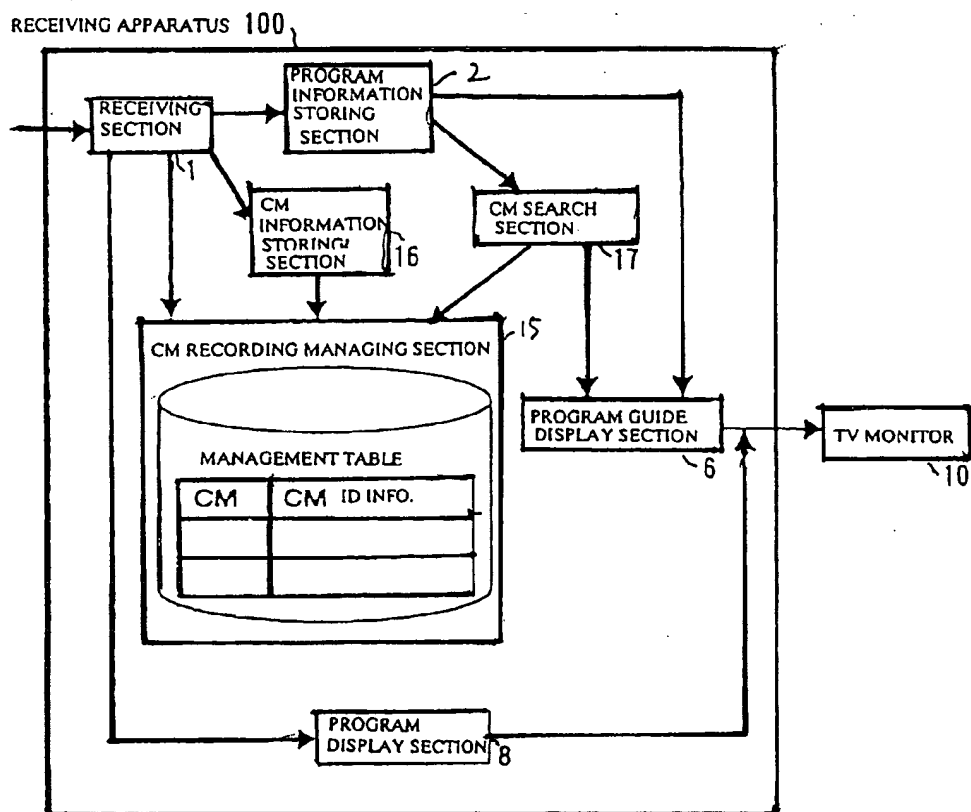 RECEIVING APPARATUS 100
PROGRAM
INFORMATION
STORING
SECTION
2
RECEIVING
SECTION
1
CM
INFORMATION
STORING
SECTION
16
CM SEARCH
SECTION
17
15
CM RECORDING MANAGING SECTION
MANAGEMENT TABLE
CM
CM ID INFO.
PROGRAM GUIDE
DISPLAY SECTION
6
TV MONITOR
10
PROGRAM
DISPLAY SECTION
8